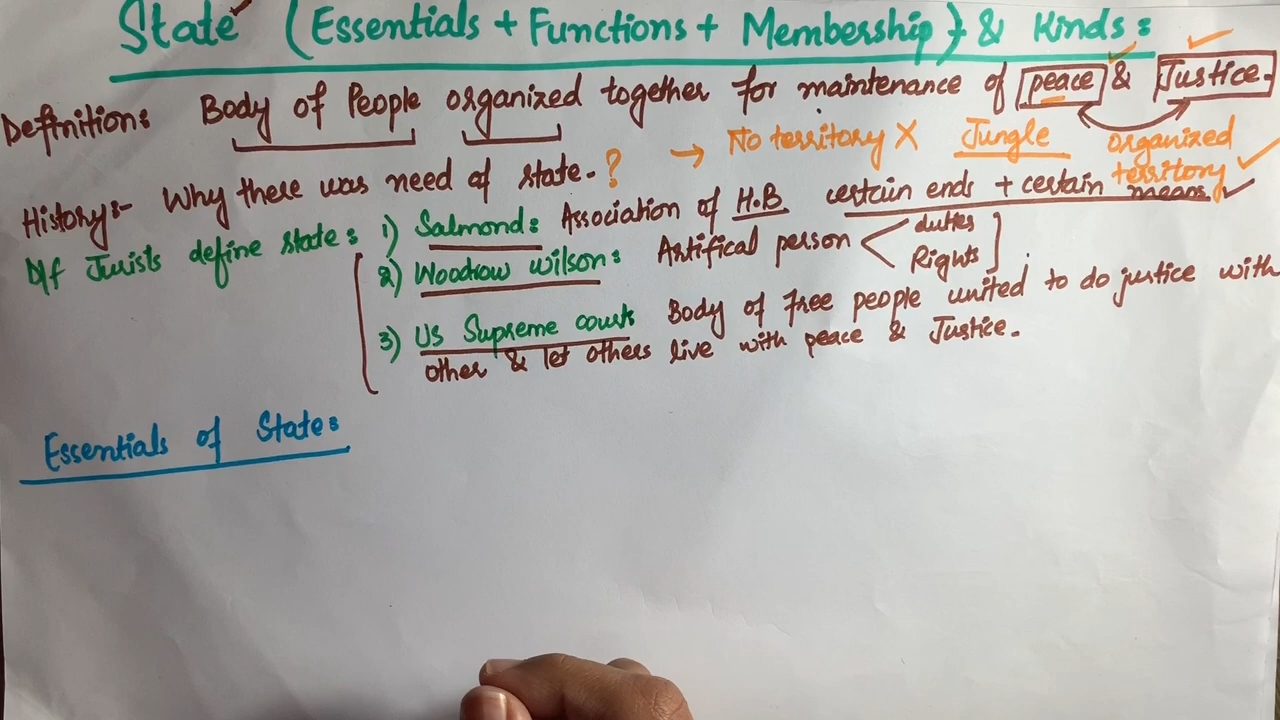 State (Essentials + Functions + Membership) & Kinds:
Definition: Body of People organized together for maintenance of peace & Justice.
→ No territory X Jungle organized territory ✓
History:- Why there was need of state. ?
D/f Jurists define state: 1) Salmond: Association of H.B certain ends + certain means. ✓
2) Woodrow wilson: Artifical person < duties Rights
3) US Supreme court: Body of free people united to do justice with
other & let others live with peace & Justice.
Essentials of State: